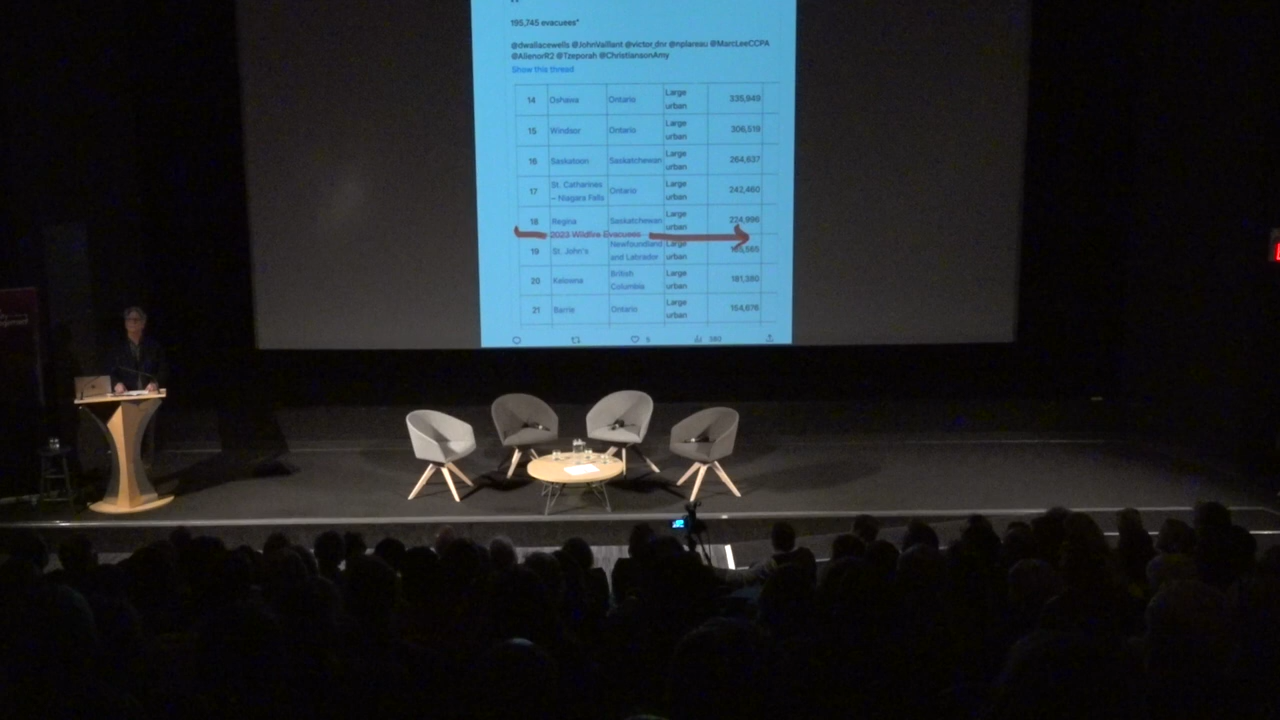 195,745 evacuees"
@dwallacewells @JohnVaillant @victor_dnr @nplareau @MarcLeeCCPA
@AlienorR2 @Tzeporah @ChristiansonAmy
Show this thread
14 Oshawa Ontario Large urban 335,949
15 Windsor Ontario Large urban 306,519
16 Saskatoon Saskatchewan Large urban 264,637
17 St. Catharines – Niagara Falls Ontario Large urban 242,460
18 Regina Saskatchewan Large urban 224,996
2023 Wildfire Evacuees
19 St. John's Newfoundland and Labrador Large urban
20 Kelowna British Columbia Large urban 181,380
21 Barrie Ontario Large urban 154,676